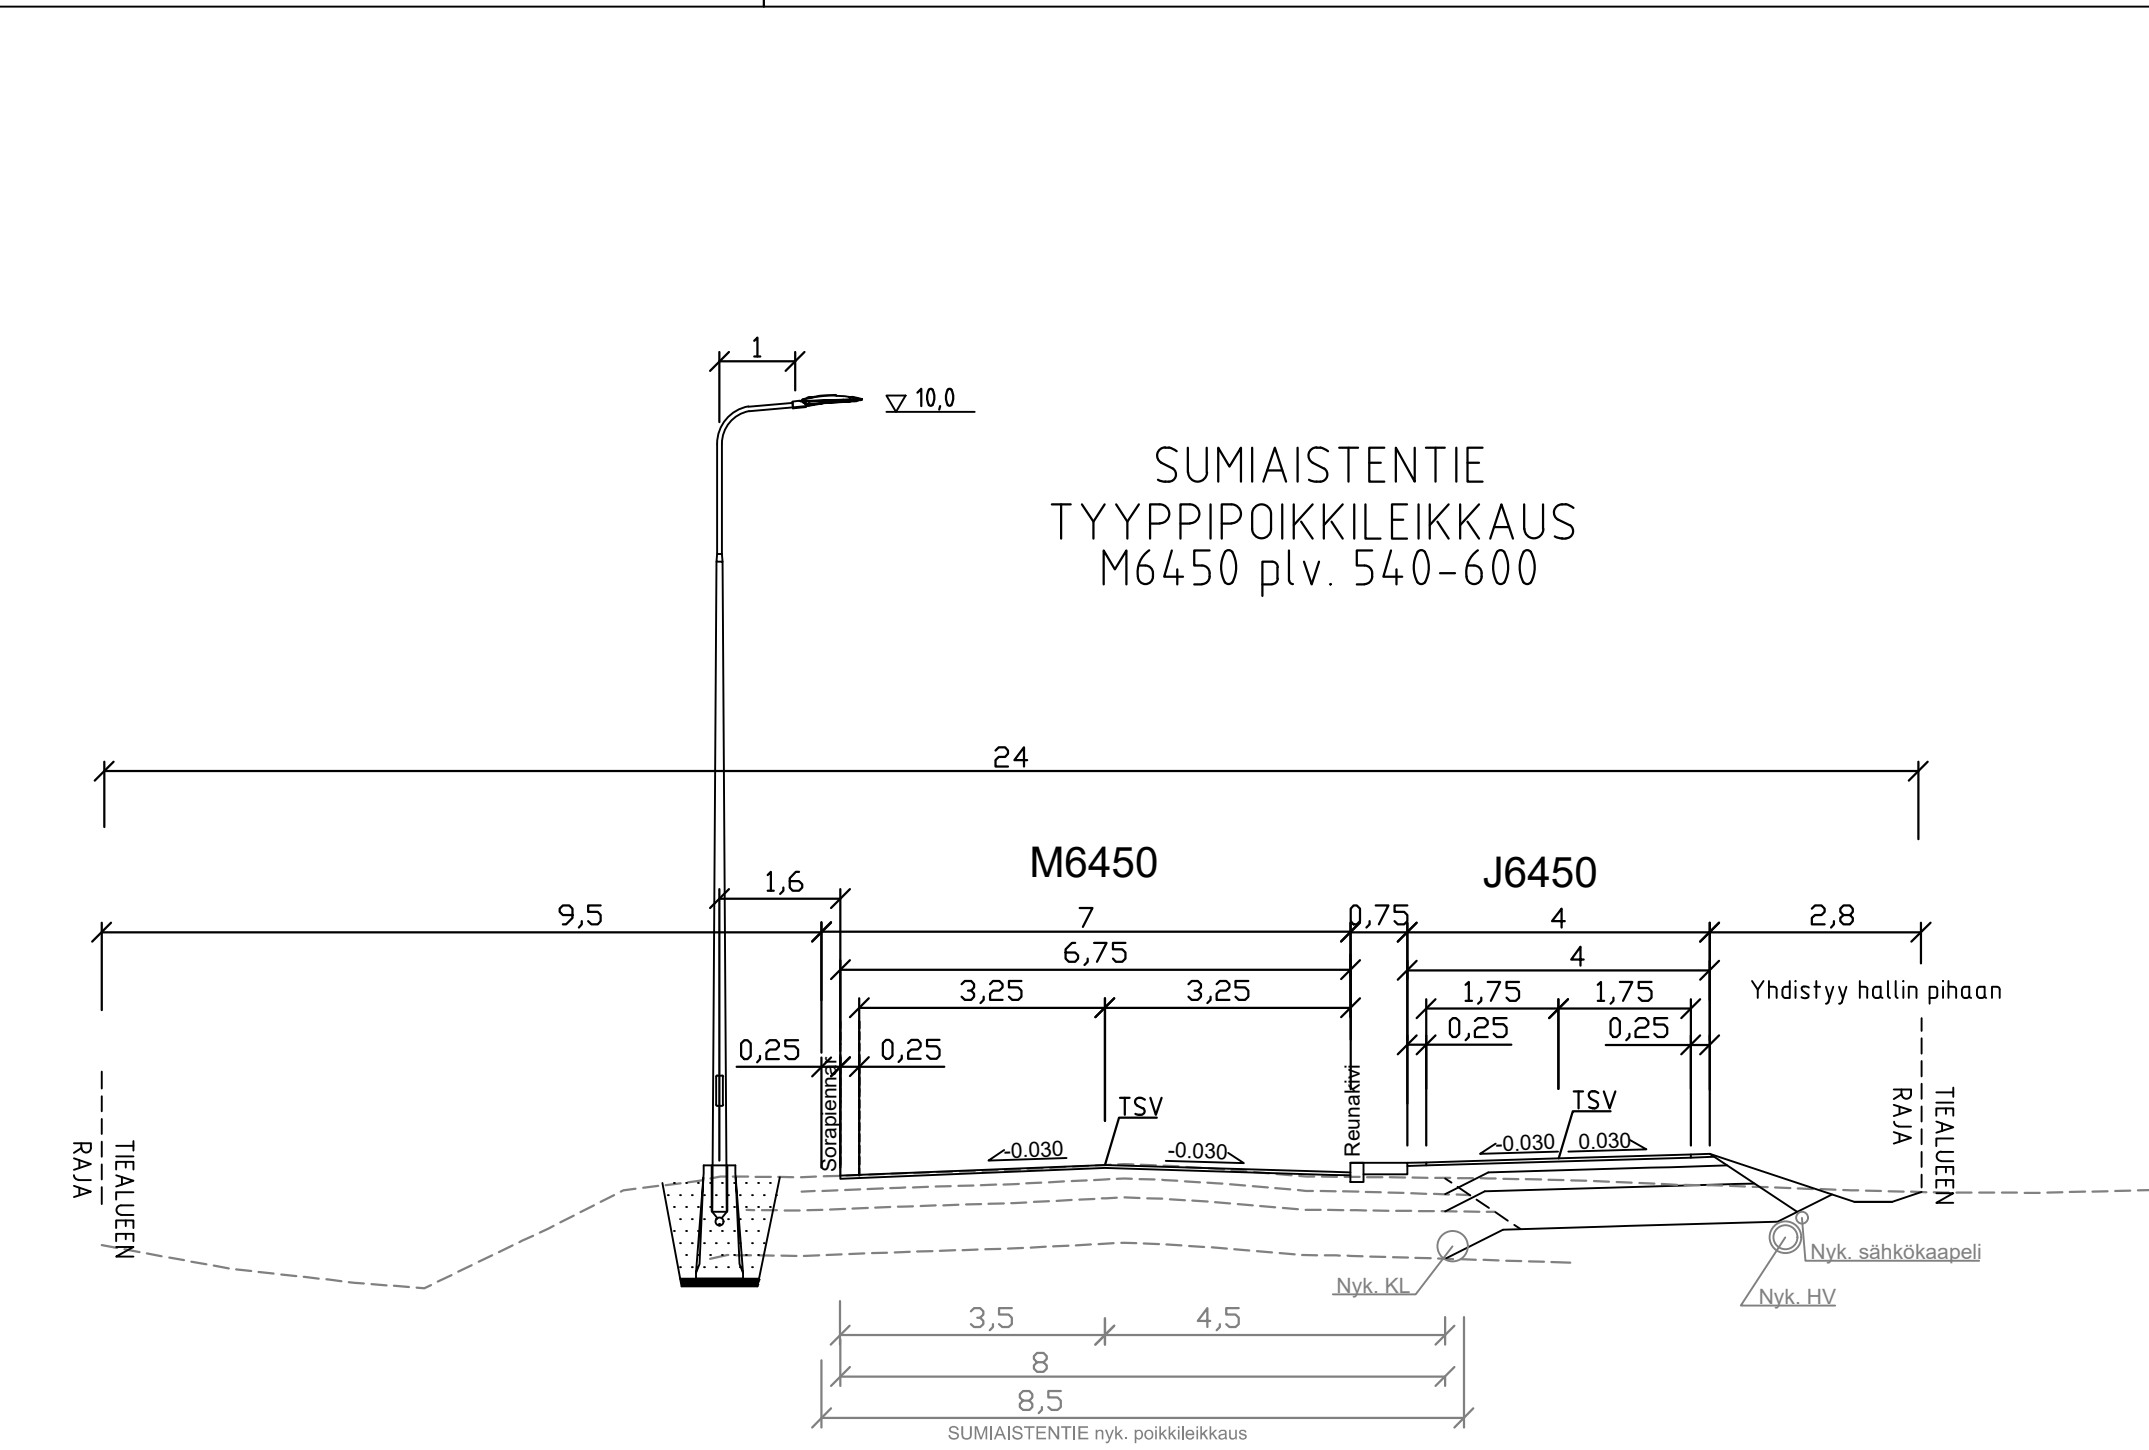 1
10,0
SUMIAISTENTIE
TYYPPIPOIKKILEIKKAUS
M6450 plv. 540-600
24
M6450
J6450
1,6
9,5
7
0,75
4
2,8
6,75
4
3,25
3,25
1,75
1,75
Yhdistyy hallin pihaan
0,25
0,25
0,25
0,25
Sorapiennar
Reunakivi
TSV
TSV
-0.030
-0.030
-0.030
0.030
TIEALUEEN
RAJA
TIEALUEEN
RAJA
Nyk. KL
Nyk. sähkökaapeli
Nyk. HV
3,5
4,5
8
8,5
SUMIAISTENTIE nyk. poikkileikkaus